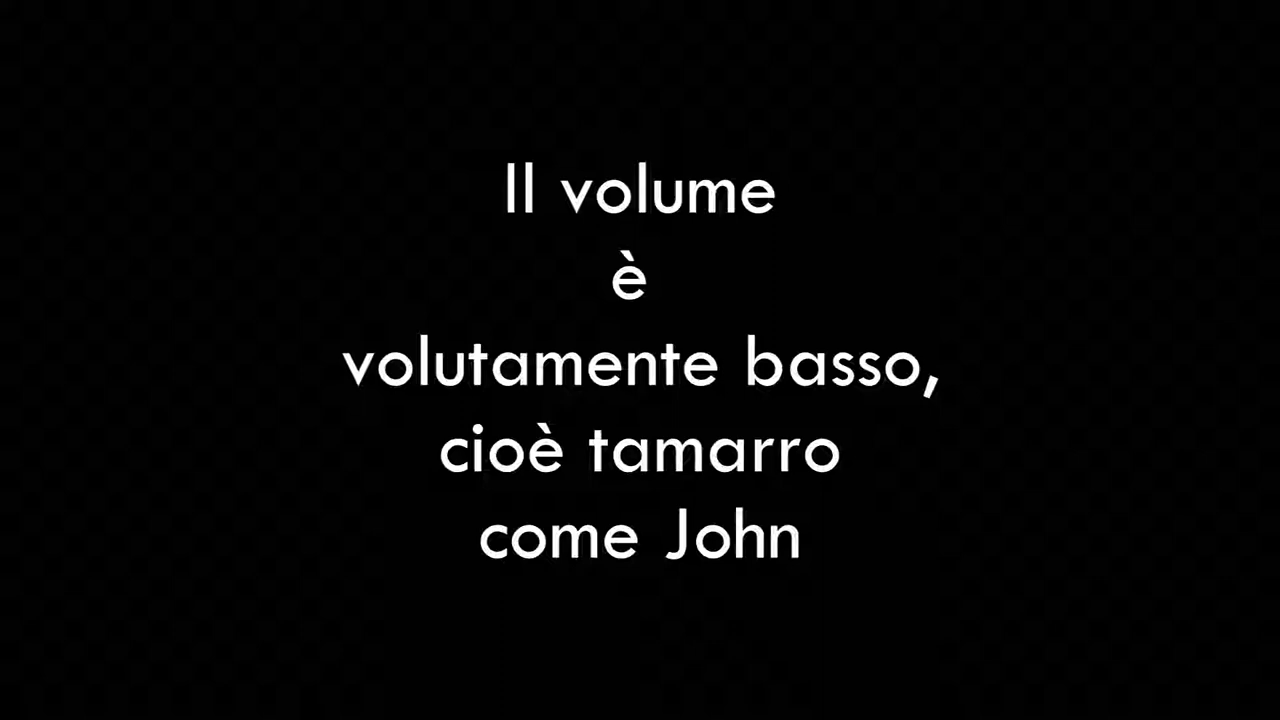 Il volume
è
volutamente basso,
cioè tamarro
come John